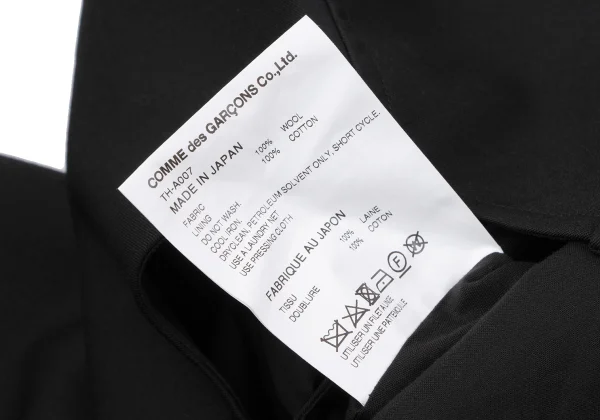 COMME des GARÇONS Co.,Ltd.
TH-A007
MADE IN JAPAN
FABRIC 100% WOOL
LINING 100% COTTON
DO NOT WASH.
COOL IRON.
DRYCLEAN, PETROLEUM SOLVENT ONLY, SHORT CYCLE.
USE A LAUNDRY NET
USE PRESSING CLOTH
FABRIQUE AU JAPON
TISSU 100% LAINE
DOUBLURE 100% COTON
F
UTILISER UN FILET A LINGE
UTILISER UNE PATTEMOUILLE